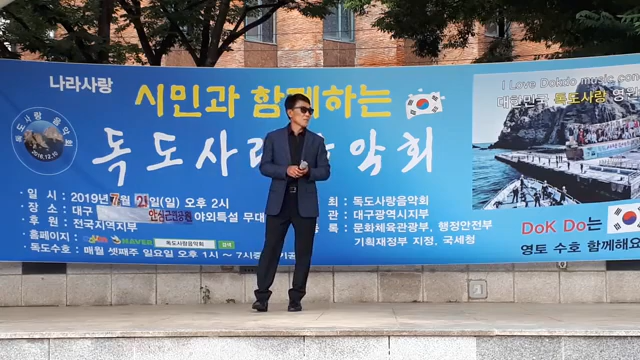 나라사랑
시민과 함께하는
독도사랑음악회
독도사랑 음악회
2016.12.10
일시 : 2019년 7월 21일(일) 오후 2시
장소 : 대구 야외특설 무대
후원 : 전국지역지부
홈페이지 : NAVER 독도사랑음악회 검색
독도수호 : 매월 셋째주 일요일 오후 1시 ~ 7시
최 : 독도사랑음악회
관 : 대구광역시지부
록 : 문화체육관광부, 행정안전부
기획재정부 지정, 국세청
I Love Dokdo music con
대한민국 독도사랑 영원
DoK Do는
영토 수호 함께해요